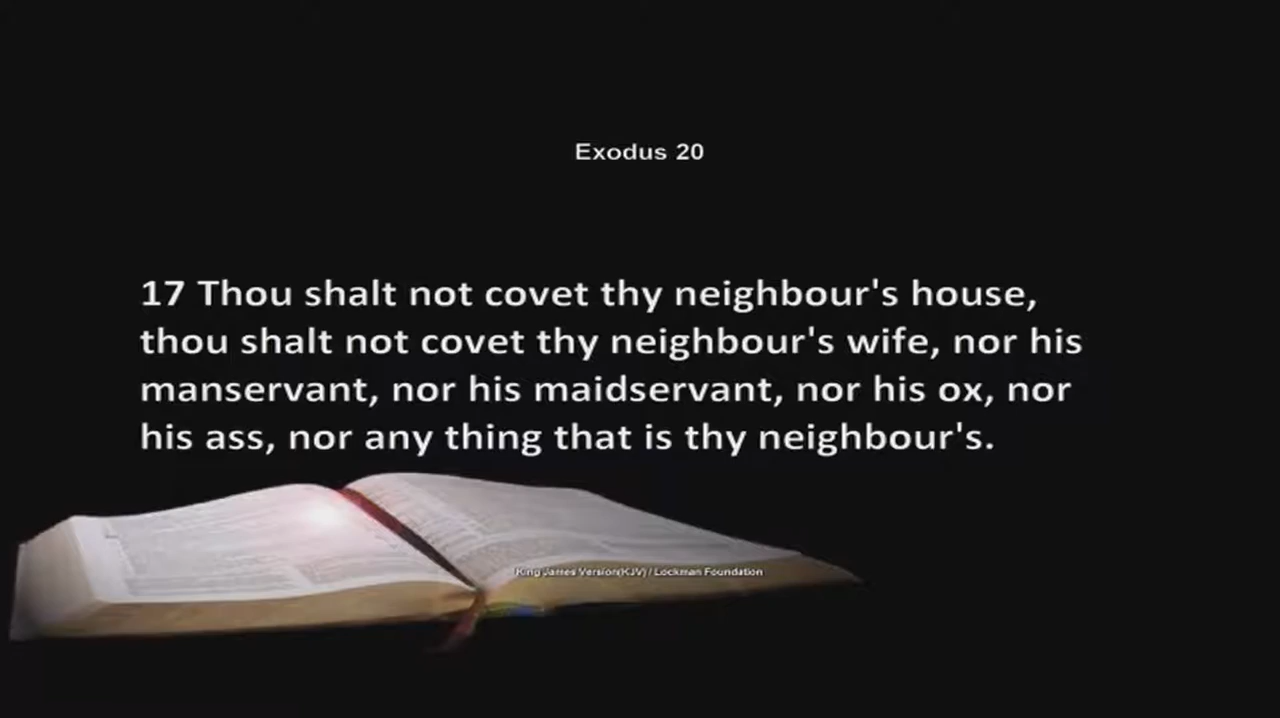 Exodus 20
17 Thou shalt not covet thy neighbour's house,
thou shalt not covet thy neighbour's wife, nor his
manservant, nor his maidservant, nor his ox, nor
his ass, nor any thing that is thy neighbour's.
King James Version(KJV) / Lockman Foundation